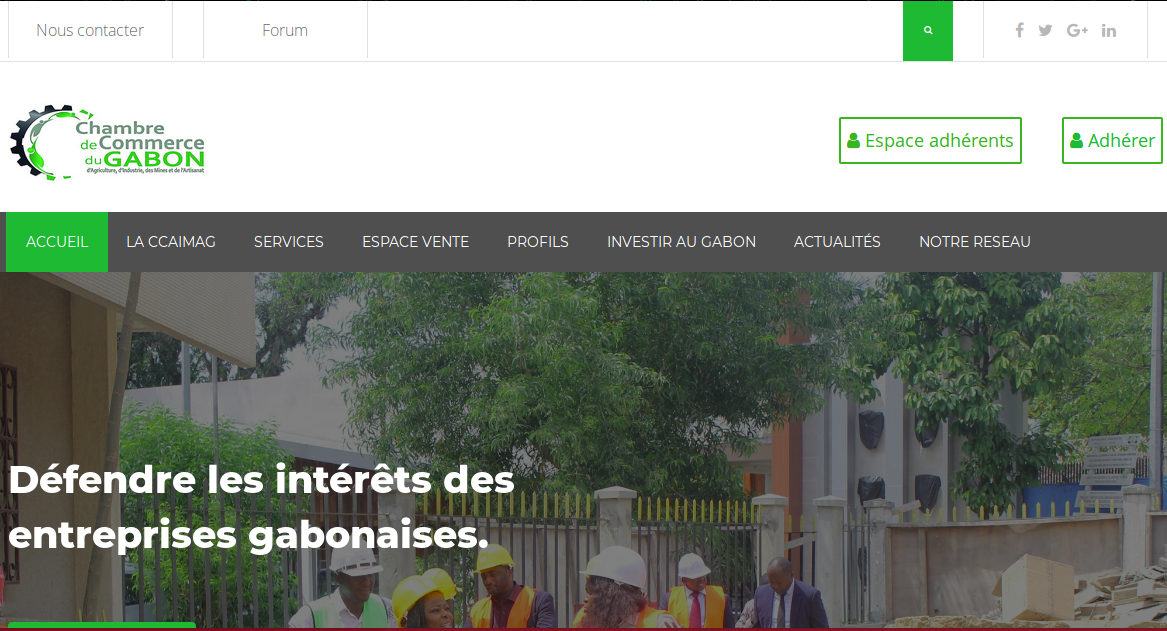 Nous contacter
Forum
Chambre
de Commerce
du GABON
d'Agriculture, d'Industrie, des Mines et de l'Artisanat
Espace adhérents
Adhérer
ACCUEIL
LA CCAIMAG
SERVICES
ESPACE VENTE
PROFILS
INVESTIR AU GABON
ACTUALITÉS
NOTRE RESEAU
Défendre les intérêts des
entreprises gabonaises.